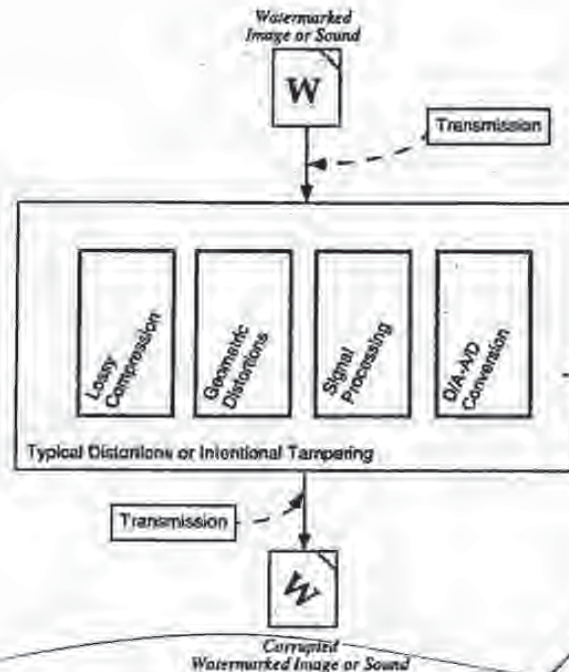 Watermarked
Image or Sound
W
Transmission
Lossy
Compression
Geometric
Distortions
Signal
Processing
D/A-A/D
Conversion
Typical Distortions or Intentional Tampering
Transmission
W
Corrupted
Watermarked Image or Sound